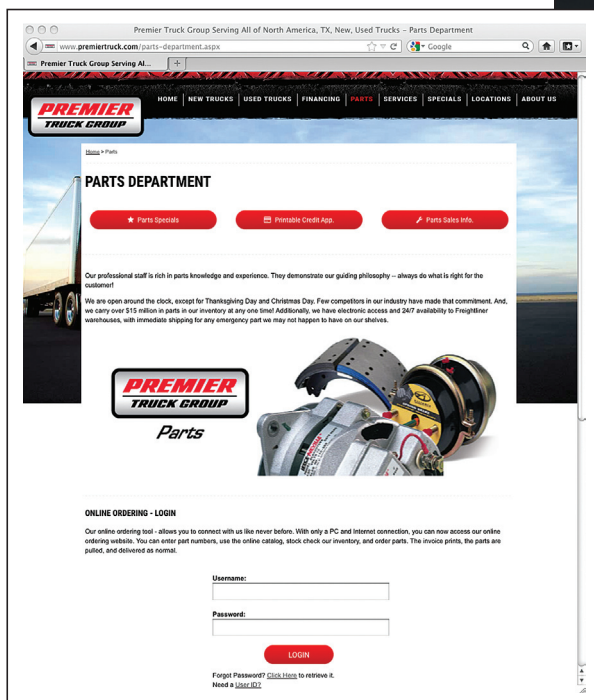 Premier Truck Group Serving All of North America, TX, New, Used Trucks – Parts Department
www.premiertruck.com/parts-department.aspx
Google
Premier Truck Group Serving Al...
PREMIER
TRUCK GROUP
HOME
NEW TRUCKS
USED TRUCKS
FINANCING
PARTS
SERVICES
SPECIALS
LOCATIONS
ABOUT US
Home > Parts
PARTS DEPARTMENT
Parts Specials
Printable Credit App.
Parts Sales Info.
Our professional staff is rich in parts knowledge and experience. They demonstrate our guiding philosophy -- always do what is right for the
customer!
We are open around the clock, except for Thanksgiving Day and Christmas Day. Few competitors in our industry have made that commitment. And,
we carry over $15 million in parts in our inventory at any one time! Additionally, we have electronic access and 24/7 availability to Freightliner
warehouses, with immediate shipping for any emergency part we may not happen to have on our shelves.
PREMIER
TRUCK GROUP
Parts
ONLINE ORDERING - LOGIN
Our online ordering tool - allows you to connect with us like never before. With only a PC and Internet connection, you can now access our online
ordering website. You can enter part numbers, use the online catalog, stock check our inventory, and order parts. The invoice prints, the parts are
pulled, and delivered as normal.
Username:
Password:
LOGIN
Forgot Password? Click Here to retrieve it.
Need a User ID?